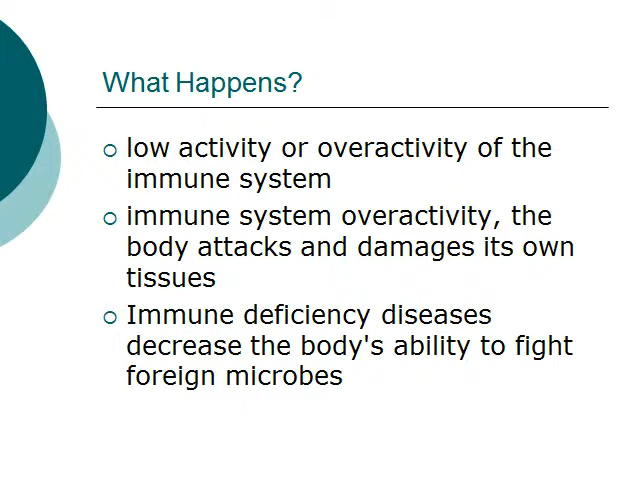 What Happens?
low activity or overactivity of the
immune system
immune system overactivity, the
body attacks and damages its own
tissues
Immune deficiency diseases
decrease the body's ability to fight
foreign microbes